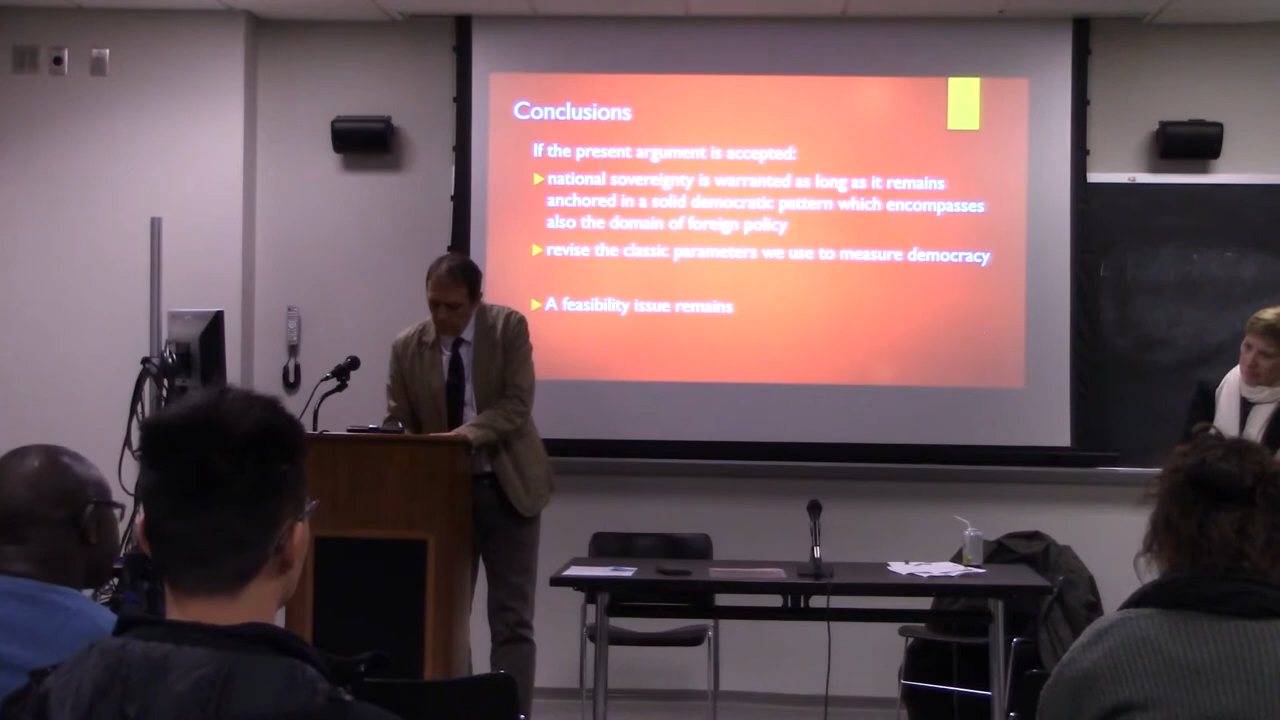 Conclusions
If the present argument is accepted:
national sovereignty is warranted as long as it remains
anchored in a solid democratic pattern which encompasses
also the domain of foreign policy
revise the classic parameters we use to measure democracy
A feasibility issue remains